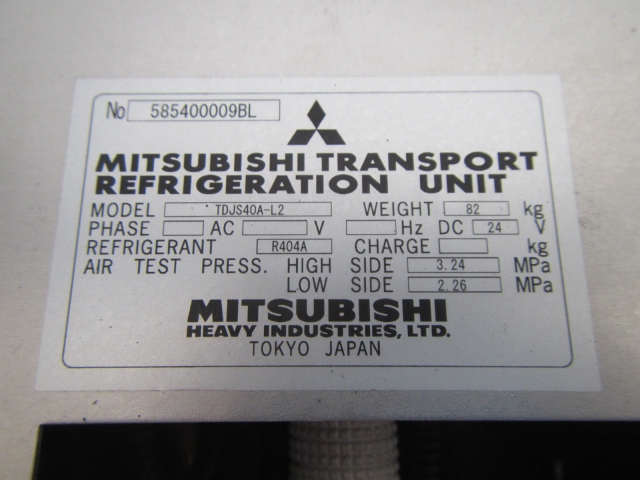 No 585400009BL
MITSUBISHI TRANSPORT
REFRIGERATION UNIT
MODEL TDJS40A-L2 WEIGHT 82 kg
PHASE AC V Hz DC 24 V
REFRIGERANT R404A CHARGE kg
AIR TEST PRESS. HIGH SIDE 3.24 MPa
LOW SIDE 2.26 MPa
MITSUBISHI
HEAVY INDUSTRIES, LTD.
TOKYO JAPAN